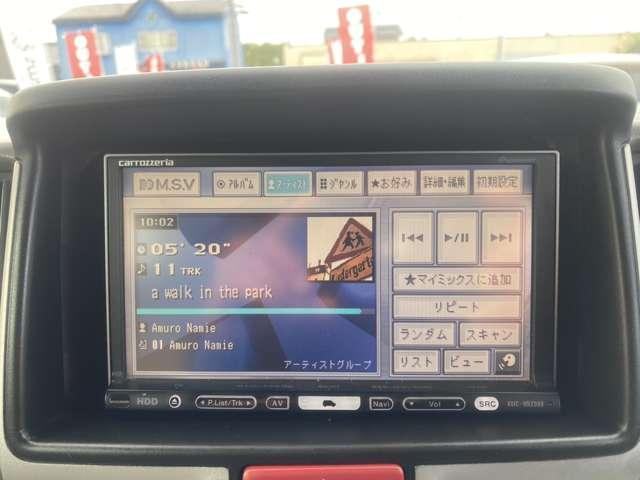 carrozzeria
M.S.V
アルバム
アーティスト
ジャンル
★お好み
詳細・編集
初期設定
10:02
05' 20"
11 TRK
a walk in the park
Amuro Namie
01 Amuro Namie
アーティストグループ
★マイミックスに追加
リピート
ランダム
スキャン
リスト
ビュー
HDD
P.List/Trk
AV
Navi
Vol
SRC